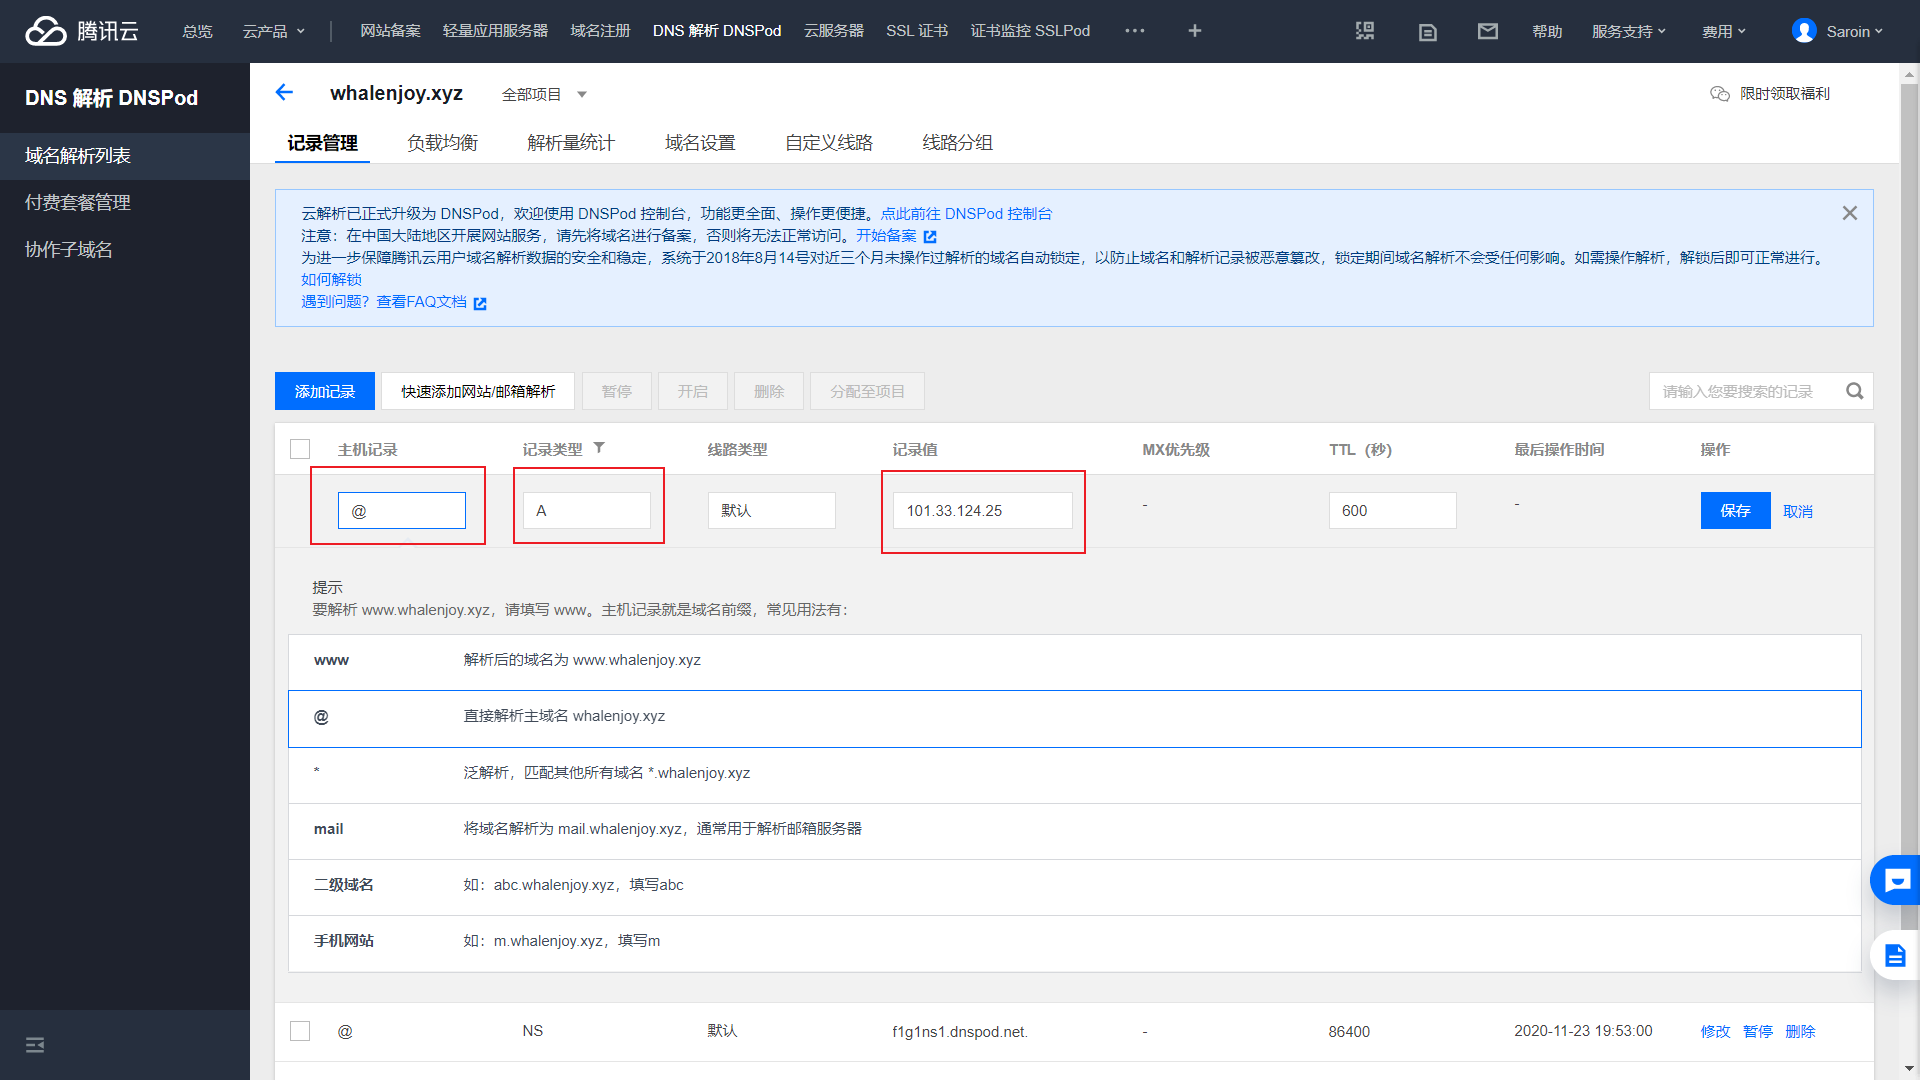 腾讯云 总览 云产品 网站备案 轻量应用服务器 域名注册 DNS 解析 DNSPod 云服务器 SSL 证书 证书监控 SSLPod ··· + 帮助 服务支持 费用 Saroin
DNS 解析 DNSPod
域名解析列表
付费套餐管理
协作子域名
whalenjoy.xyz 全部项目 限时领取福利
记录管理 负载均衡 解析量统计 域名设置 自定义线路 线路分组
云解析已正式升级为 DNSPod，欢迎使用 DNSPod 控制台，功能更全面、操作更便捷。点此前往 DNSPod 控制台
注意：在中国大陆地区开展网站服务，请先将域名进行备案，否则将无法正常访问。开始备案
为进一步保障腾讯云用户域名解析数据的安全和稳定，系统于2018年8月14号对近三个月未操作过解析的域名自动锁定，以防止域名和解析记录被恶意篡改，锁定期间域名解析不会受任何影响。如需操作解析，解锁后即可正常进行。
如何解锁
遇到问题？查看FAQ文档
添加记录 快速添加网站/邮箱解析 暂停 开启 删除 分配至项目 请输入您要搜索的记录
主机记录 记录类型 线路类型 记录值 MX优先级 TTL（秒） 最后操作时间 操作
@ A 默认 101.33.124.25 - 600 - 保存 取消
提示
要解析 www.whalenjoy.xyz，请填写 www。主机记录就是域名前缀，常见用法有：
www 解析后的域名为 www.whalenjoy.xyz
@ 直接解析主域名 whalenjoy.xyz
* 泛解析，匹配其他所有域名 *.whalenjoy.xyz
mail 将域名解析为 mail.whalenjoy.xyz，通常用于解析邮箱服务器
二级域名 如：abc.whalenjoy.xyz，填写abc
手机网站 如：m.whalenjoy.xyz，填写m
@ NS 默认 f1g1ns1.dnspod.net. - 86400 2020-11-23 19:53:00 修改 暂停 删除